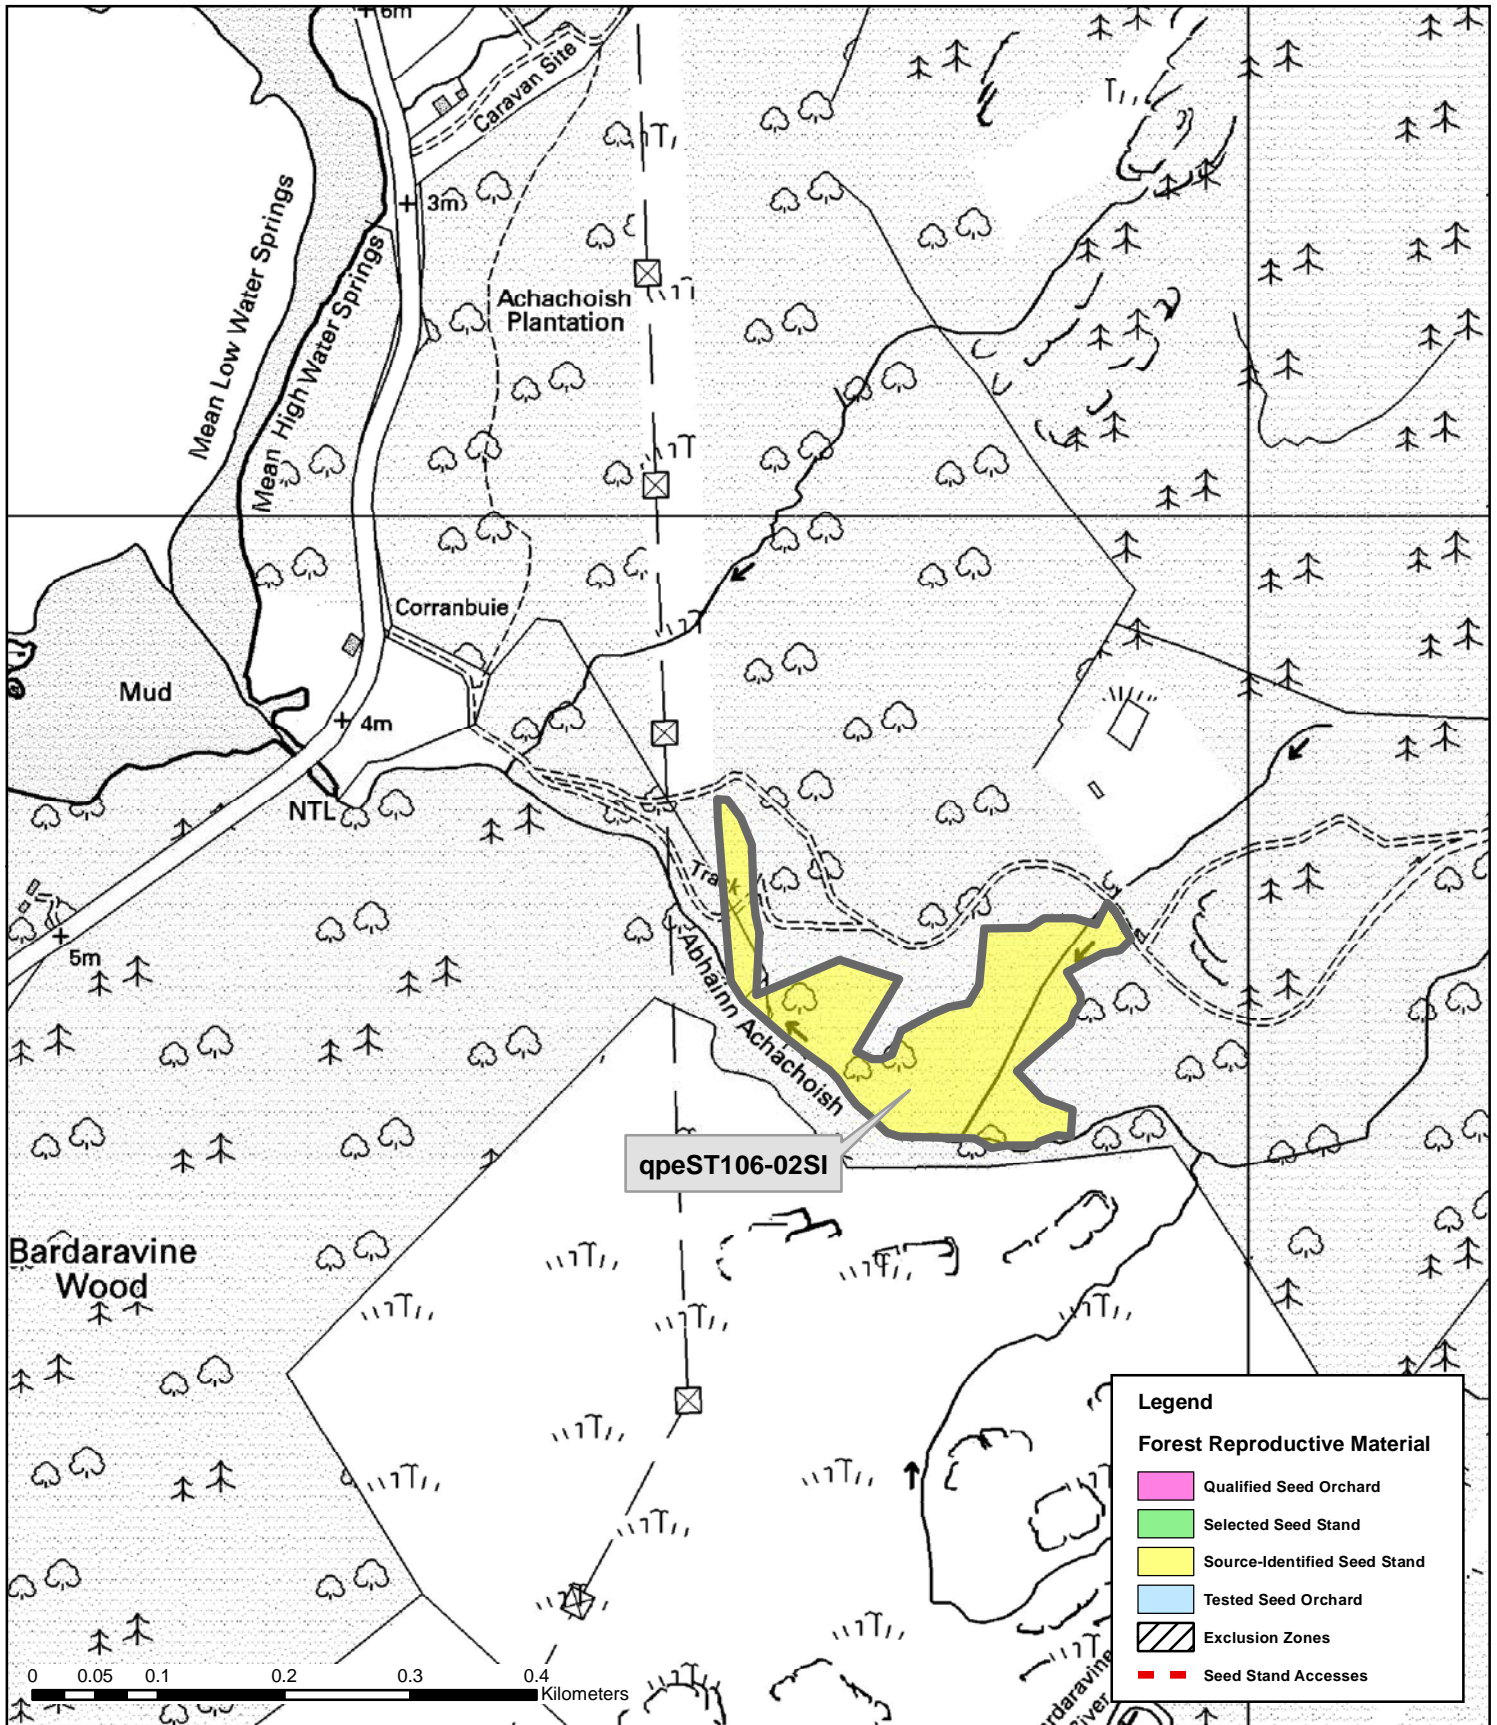 6m
Caravan Site
3m
Mean Low Water Springs
Mean High Water Springs
Achachoish
Plantation
Corranbuie
Mud
4m
NTL
Track
5m
Abhainn Achachoish
qpeST106-02SI
Bardaravine
Wood
Legend
Forest Reproductive Material
Qualified Seed Orchard
Selected Seed Stand
Source-Identified Seed Stand
Tested Seed Orchard
Exclusion Zones
Seed Stand Accesses
0 0.05 0.1 0.2 0.3 0.4
Kilometers